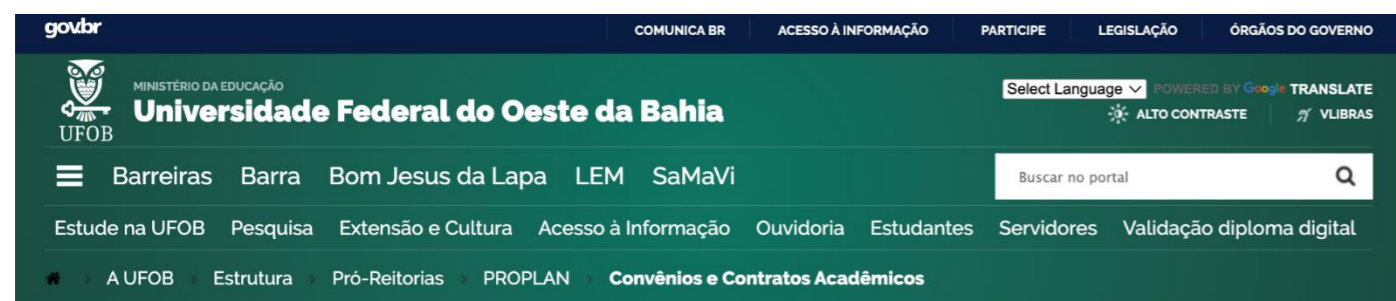 gov.br COMUNICA BR ACESSO À INFORMAÇÃO PARTICIPE LEGISLAÇÃO ÓRGÃOS DO GOVERNO
MINISTÉRIO DA EDUCAÇÃO
Universidade Federal do Oeste da Bahia
UFOB
Select Language POWERED BY Google TRANSLATE
ALTO CONTRASTE VLIBRAS
Barreiras Barra Bom Jesus da Lapa LEM SaMaVi Buscar no portal
Estude na UFOB Pesquisa Extensão e Cultura Acesso à Informação Ouvidoria Estudantes Servidores Validação diploma digital
A UFOB Estrutura Pró-Reitorias PROPLAN Convênios e Contratos Acadêmicos